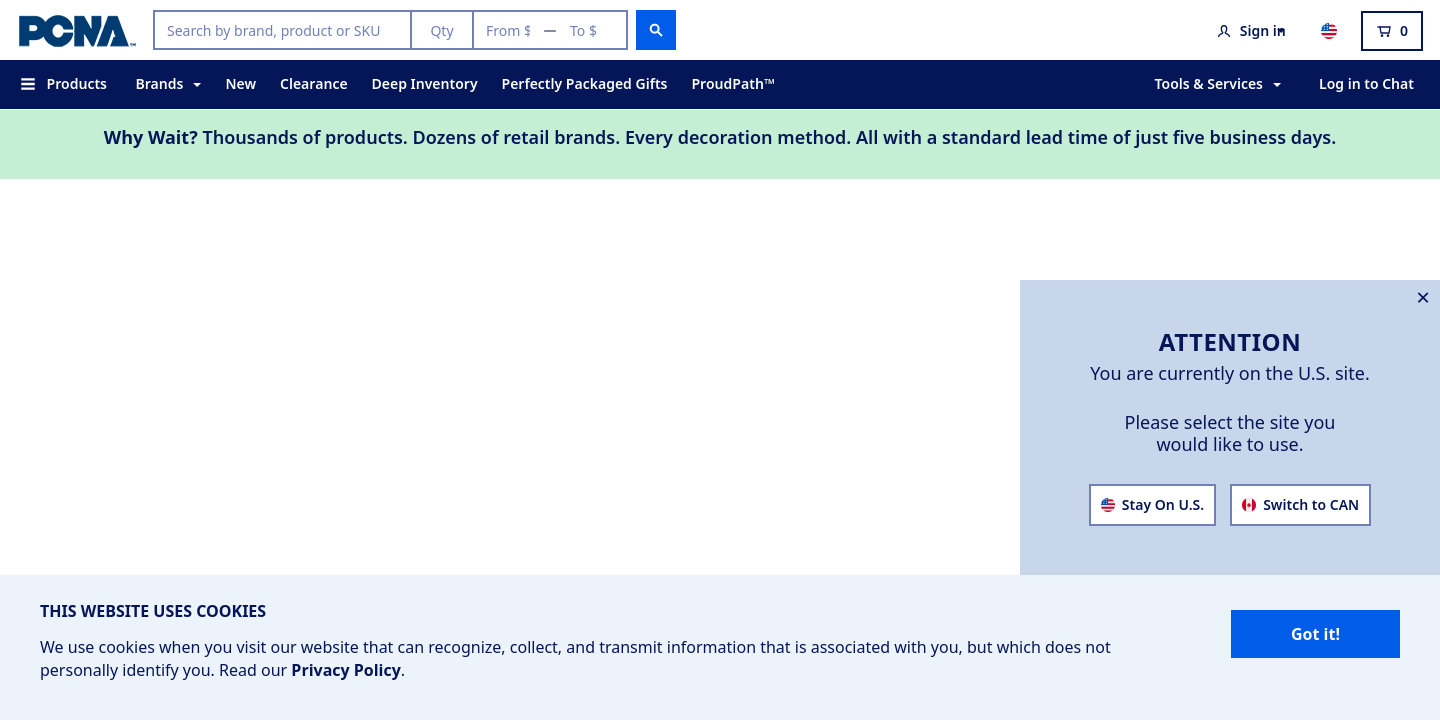 PCNA™
Search by brand, product or SKU
Qty
From $ — To $
Sign in
0
Products
Brands
New
Clearance
Deep Inventory
Perfectly Packaged Gifts
ProudPath™
Tools & Services
Log in to Chat
Why Wait? Thousands of products. Dozens of retail brands. Every decoration method. All with a standard lead time of just five business days.
ATTENTION
You are currently on the U.S. site.
Please select the site you
would like to use.
Stay On U.S.
Switch to CAN
THIS WEBSITE USES COOKIES
We use cookies when you visit our website that can recognize, collect, and transmit information that is associated with you, but which does not
personally identify you. Read our Privacy Policy.
Got it!